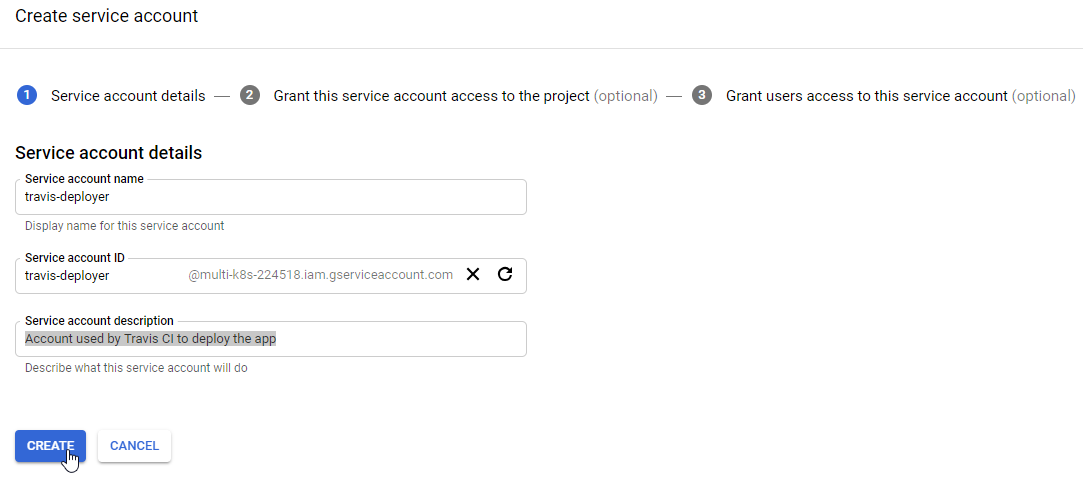 Create service account
1 Service account details — 2 Grant this service account access to the project (optional) — 3 Grant users access to this service account (optional)
Service account details
Service account name
travis-deployer
Display name for this service account
Service account ID
travis-deployer @multi-k8s-224518.iam.gserviceaccount.com
Service account description
Account used by Travis CI to deploy the app
Describe what this service account will do
CREATE CANCEL